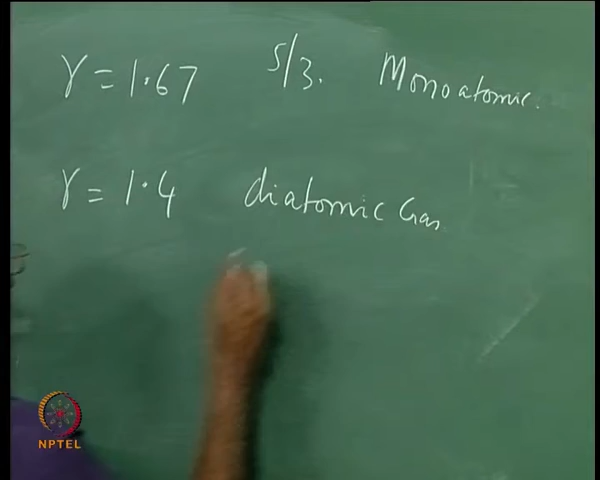 γ = 1.67 5/3. Monoatomic.
γ = 1.4 diatomic Gas
NPTEL